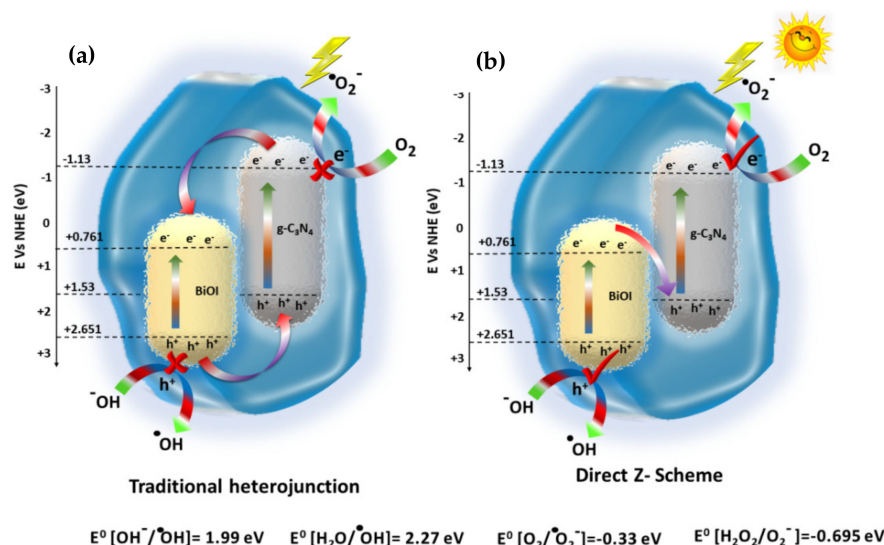 (a)
•O₂⁻
E Vs NHE (eV)
-3
-2
-1.13
-1
0
+0.761
+1
+1.53
+2
+2.651
+3
e⁻ e⁻ e⁻
e⁻
O₂
g-C₃N₄
e⁻ e⁻ e⁻
BiOI
h⁺ h⁺ h⁺
h⁺ h⁺ h⁺
h⁺
⁻OH
•OH
Traditional heterojunction
(b)
•O₂⁻
E Vs NHE (eV)
-3
-2
-1.13
-1
0
+0.761
+1
+1.53
+2
+2.651
+3
e⁻ e⁻ e⁻
e⁻
O₂
g-C₃N₄
e⁻ e⁻ e⁻
BiOI
h⁺ h⁺ h⁺
h⁺ h⁺ h⁺
h⁺
⁻OH
•OH
Direct Z- Scheme
E⁰ [OH⁻/•OH]= 1.99 eV E⁰ [H₂O/•OH] = 2.27 eV E⁰ [O₂/•O₂⁻]=-0.33 eV E⁰ [H₂O₂/O₂⁻]=-0.695 eV